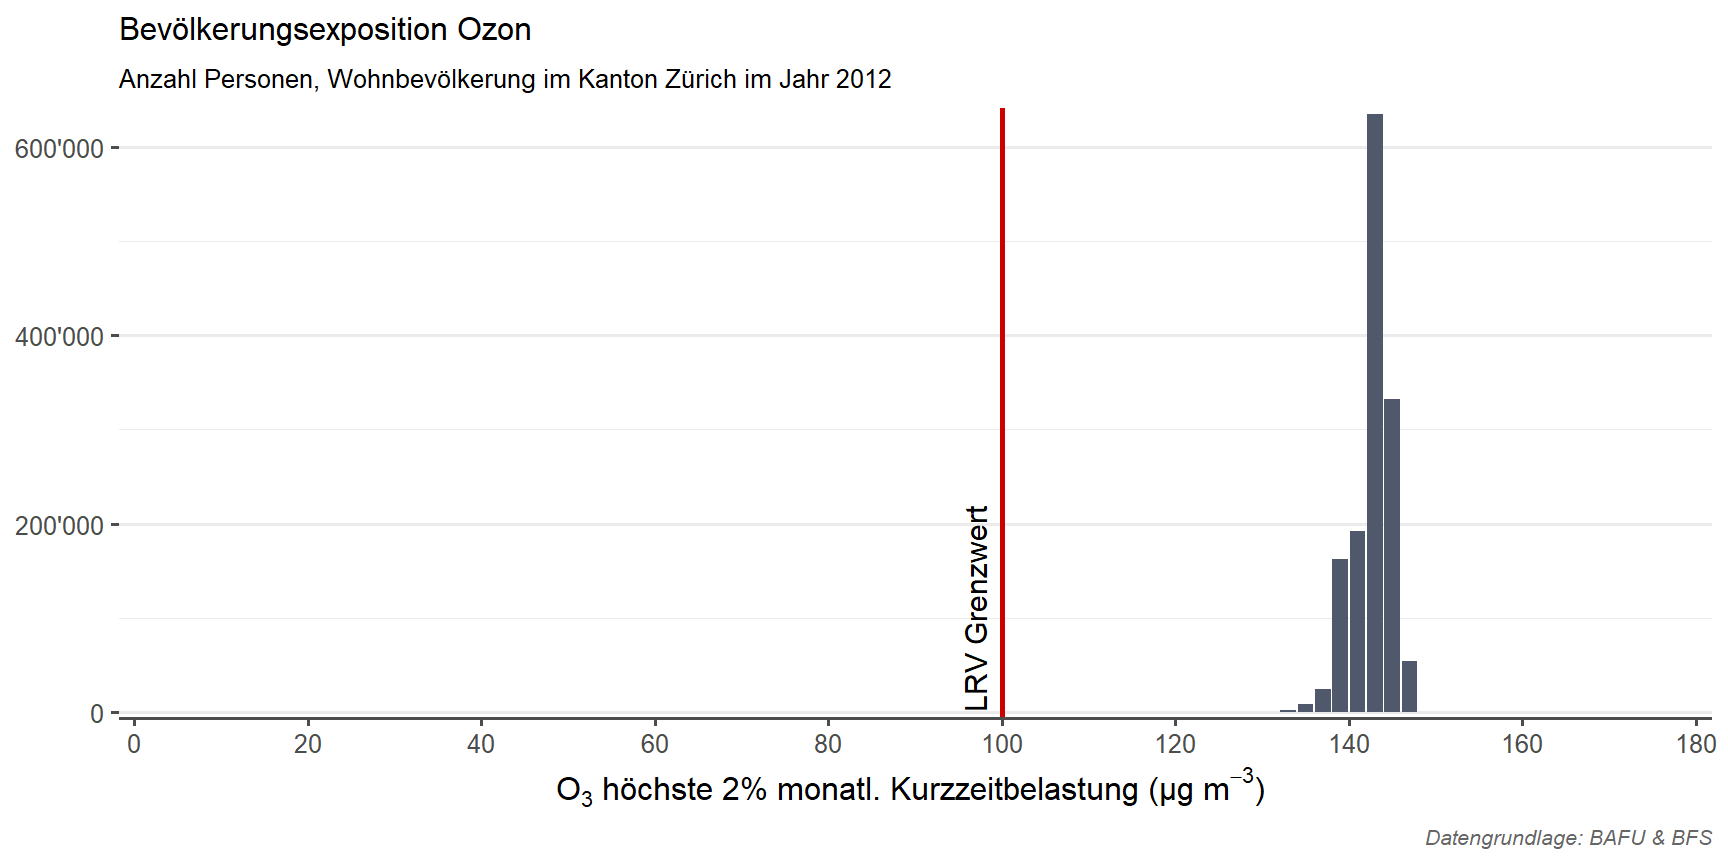 Bevölkerungsexposition Ozon
Anzahl Personen, Wohnbevölkerung im Kanton Zürich im Jahr 2012
600'000
400'000
200'000
0
LRV Grenzwert
0 20 40 60 80 100 120 140 160 180
O₃ höchste 2% monatl. Kurzzeitbelastung (µg m⁻³)
Datengrundlage: BAFU & BFS